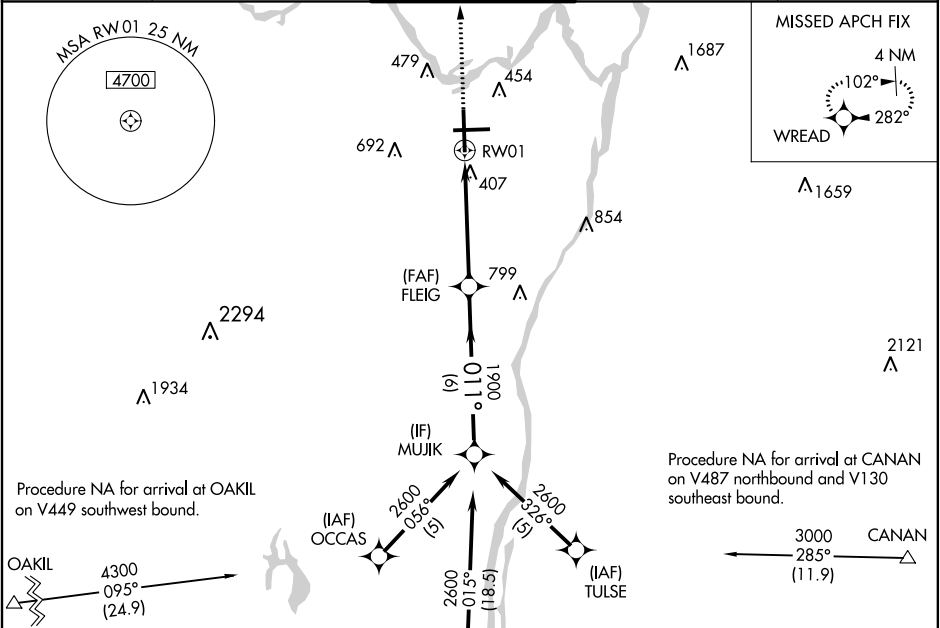 MSA RW01 25 NM
4700
479
454
1687
MISSED APCH FIX
4 NM
102°
282°
WREAD
692
RW01
407
1659
854
(FAF)
FLEIG
799
2294
2121
1934
1900
011°
(9)
(IF)
MUJIK
Procedure NA for arrival at OAKIL
on V449 southwest bound.
Procedure NA for arrival at CANAN
on V487 northbound and V130
southeast bound.
(IAF)
OCCAS
2600
056°
(5)
2600
326°
(5)
(IAF)
TULSE
OAKIL
4300
095°
(24.9)
2600
015°
(18.5)
3000
285°
(11.9)
CANAN